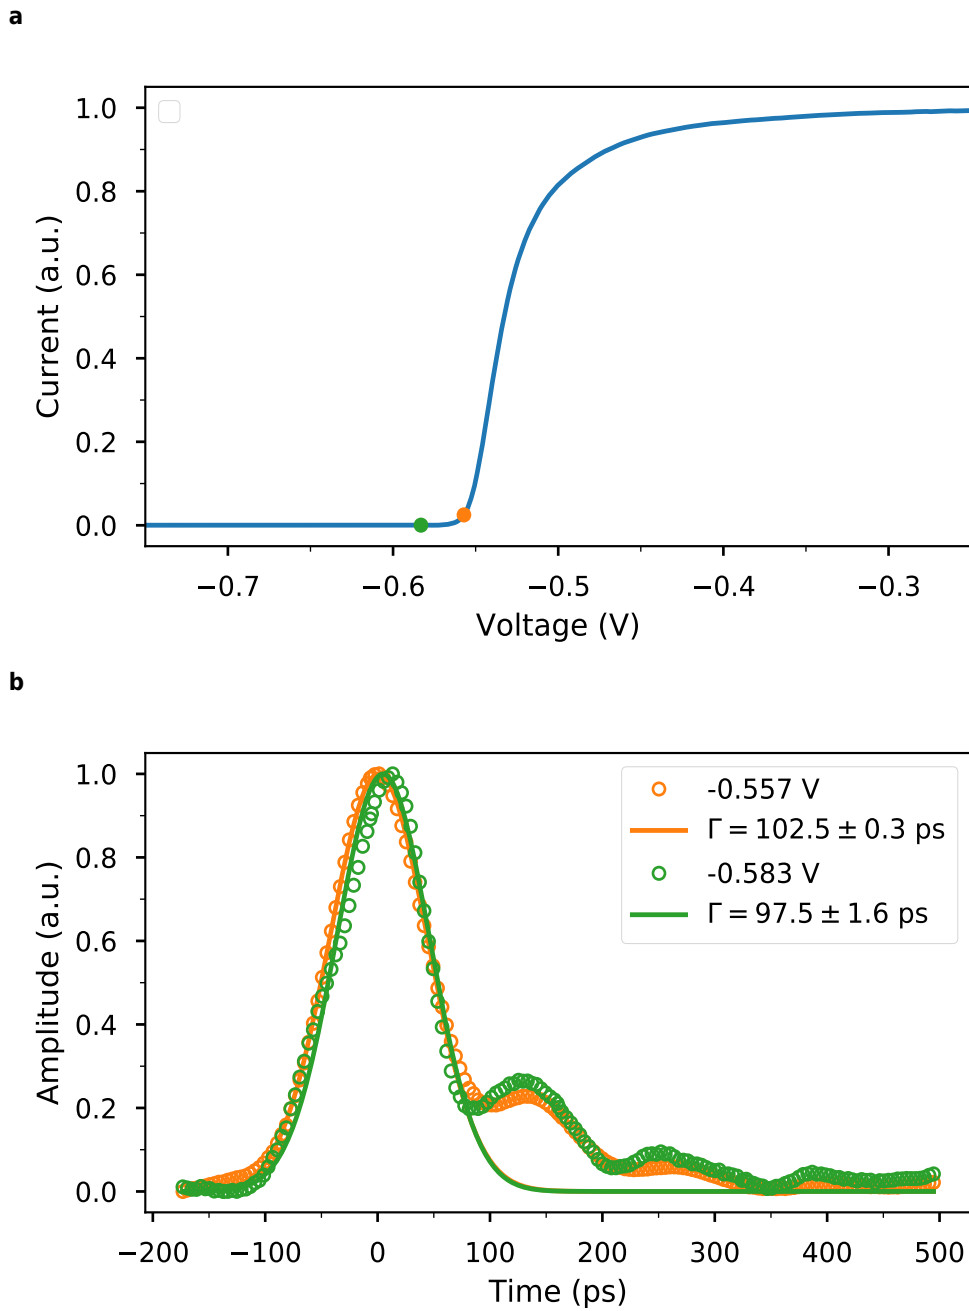 a
1.0
0.8
0.6
0.4
0.2
0.0
Current (a.u.)
−0.7 −0.6 −0.5 −0.4 −0.3
Voltage (V)
b
1.0
0.8
0.6
0.4
0.2
0.0
Amplitude (a.u.)
-0.557 V
Γ = 102.5 ± 0.3 ps
-0.583 V
Γ = 97.5 ± 1.6 ps
−200 −100 0 100 200 300 400 500
Time (ps)